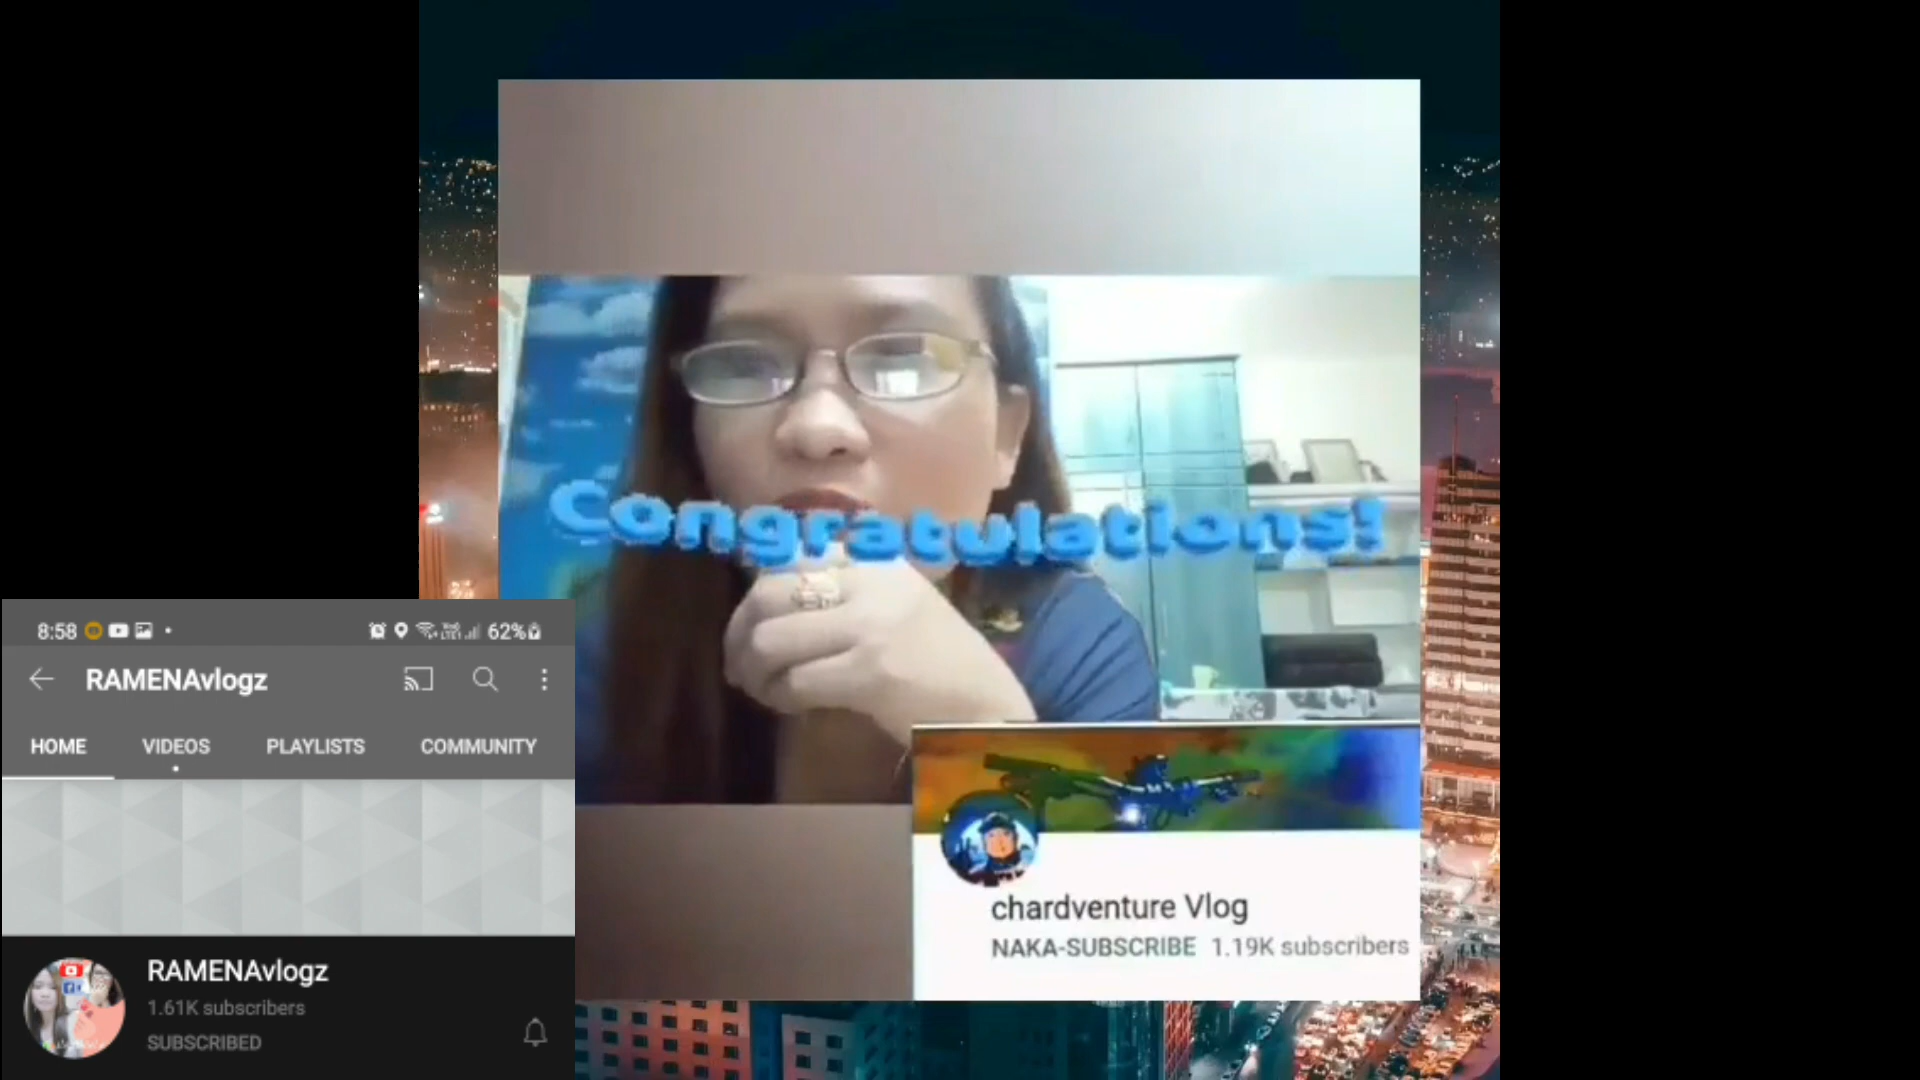 Congratulations!
8:58
62%
RAMENAvlogz
HOME VIDEOS PLAYLISTS COMMUNITY
RAMENAvlogz
1.61K subscribers
SUBSCRIBED
chardventure Vlog
NAKA-SUBSCRIBE 1.19K subscribers